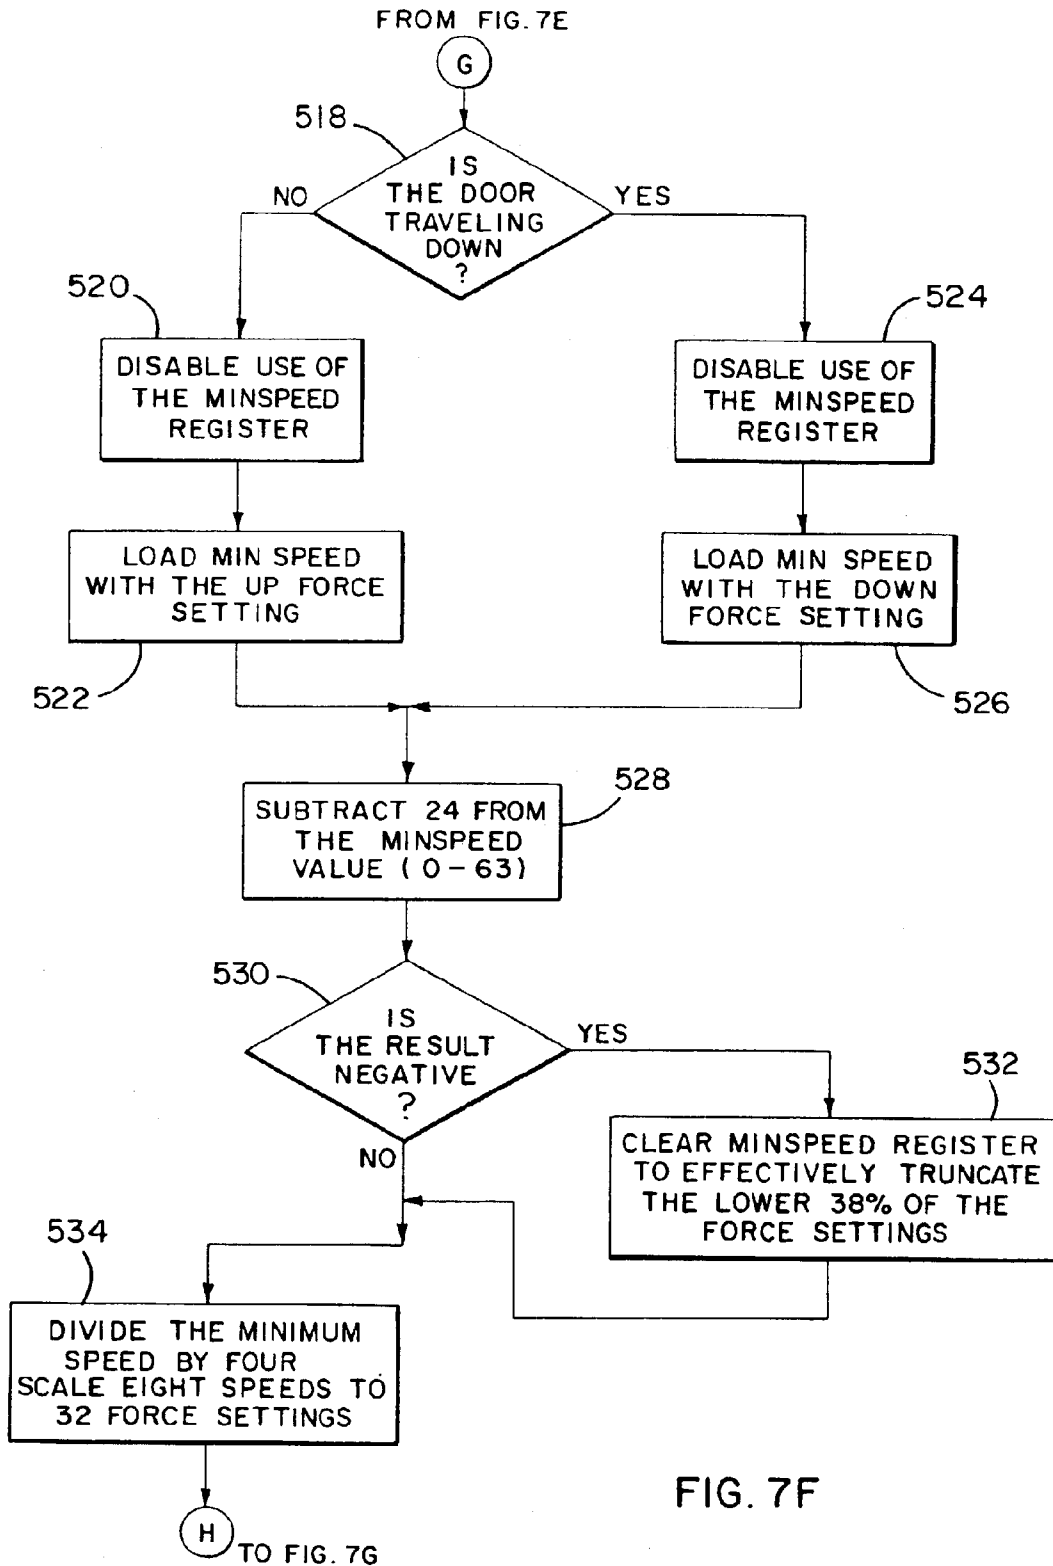 FROM FIG. 7E
G
518
IS
THE DOOR
TRAVELING
DOWN
?
NO
YES
520
DISABLE USE OF
THE MINSPEED
REGISTER
524
DISABLE USE OF
THE MINSPEED
REGISTER
LOAD MIN SPEED
WITH THE UP FORCE
SETTING
522
LOAD MIN SPEED
WITH THE DOWN
FORCE SETTING
526
SUBTRACT 24 FROM
THE MINSPEED
VALUE (0-63)
528
530
IS
THE RESULT
NEGATIVE
?
YES
NO
532
CLEAR MINSPEED REGISTER
TO EFFECTIVELY TRUNCATE
THE LOWER 38% OF THE
FORCE SETTINGS
534
DIVIDE THE MINIMUM
SPEED BY FOUR
SCALE EIGHT SPEEDS TO
32 FORCE SETTINGS
H
TO FIG. 7G
FIG. 7F